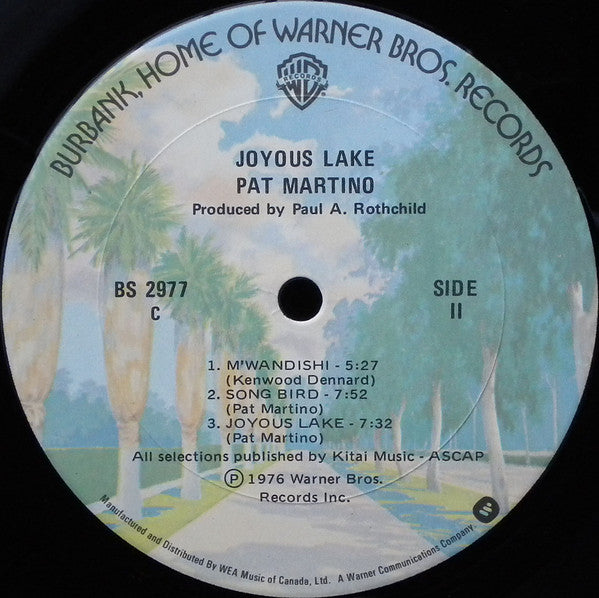 BURBANK, HOME OF WARNER BROS. RECORDS
WB
RECORDS
JOYOUS LAKE
PAT MARTINO
Produced by Paul A. Rothchild
BS 2977
C
SIDE
II
1. M'WANDISHI - 5:27
(Kenwood Dennard)
2. SONG BIRD - 7:52
(Pat Martino)
3. JOYOUS LAKE - 7:32
(Pat Martino)
All selections published by Kitai Music - ASCAP
Ⓟ 1976 Warner Bros.
Records Inc.
Manufactured and Distributed By WEA Music of Canada, Ltd. A Warner Communications Company.